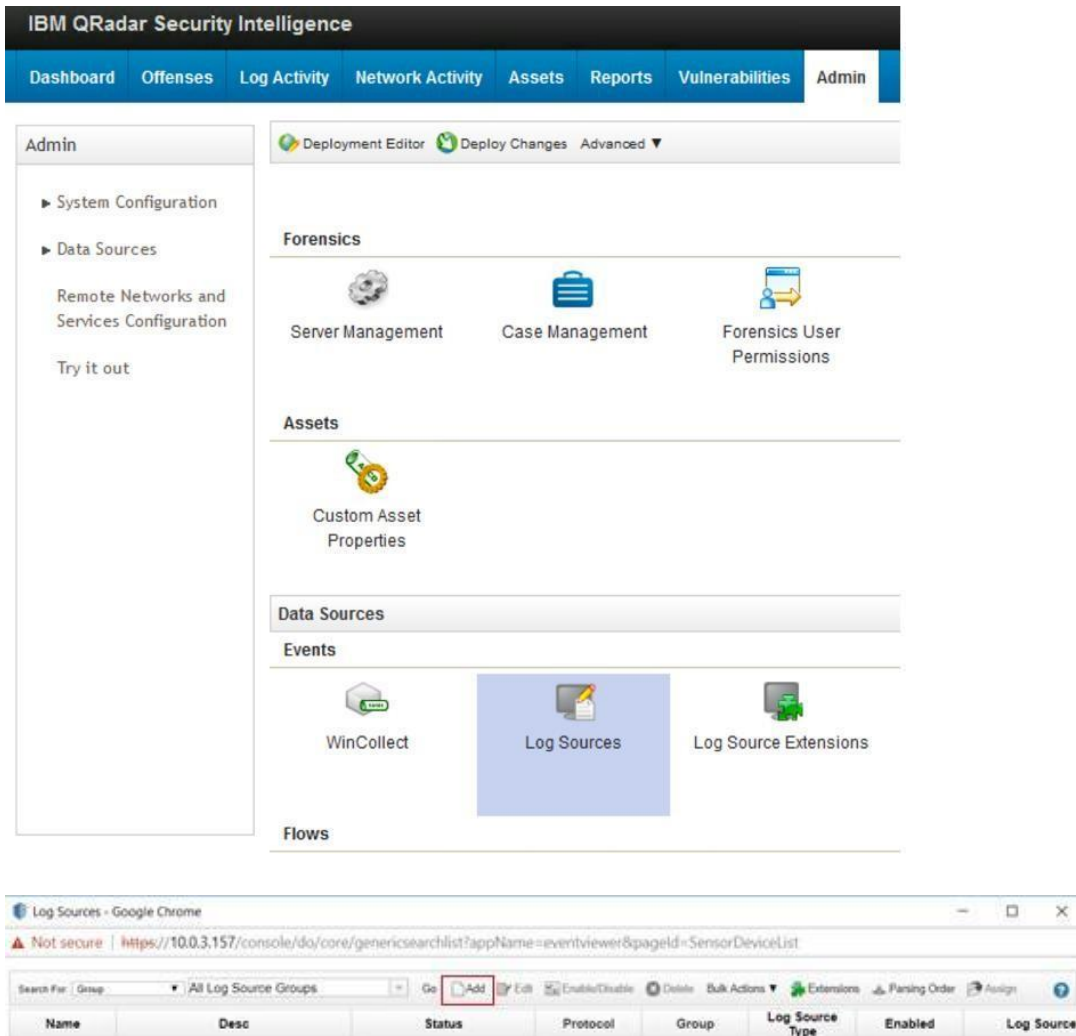 IBM QRadar Security Intelligence
Dashboard Offenses Log Activity Network Activity Assets Reports Vulnerabilities Admin
Admin
Deployment Editor Deploy Changes Advanced ▼
▶ System Configuration
▶ Data Sources
Remote Networks and
Services Configuration
Try it out
Forensics
Server Management Case Management Forensics User
Permissions
Assets
Custom Asset
Properties
Data Sources
Events
WinCollect Log Sources Log Source Extensions
Flows
Log Sources - Google Chrome
Not secure | https://10.0.3.157/console/do/core/genericsearchlist?appName=eventviewer&pageId=SensorDeviceList
Search For: Group ▼ All Log Source Groups Go Add Edit Enable/Disable Delete Bulk Actions ▼ Extensions Parsing Order Assign
Name Desc Status Protocol Group Log Source
Type Enabled Log Source